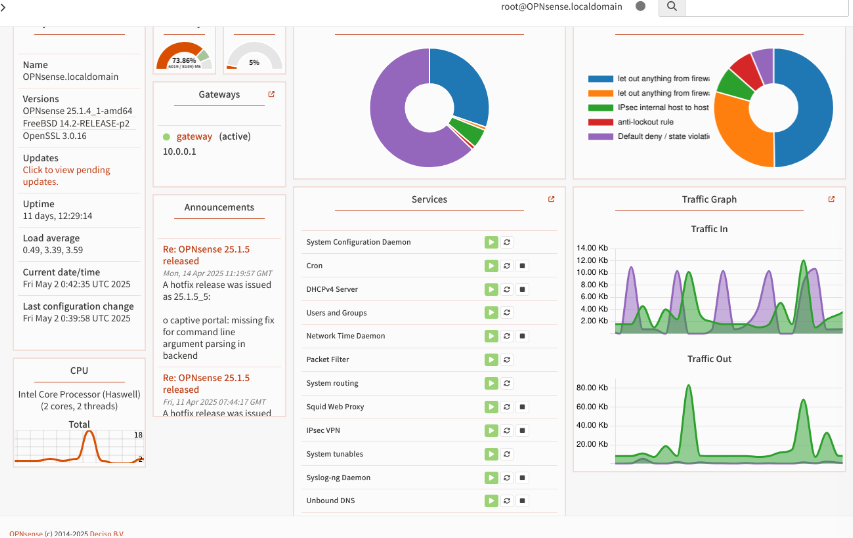 root@OPNsense.localdomain
Name
OPNsense.localdomain
Versions
OPNsense 25.1.4_1-amd64
FreeBSD 14.2-RELEASE-p2
OpenSSL 3.0.16
Updates
Click to view pending
updates.
Uptime
11 days, 12:29:14
Load average
0.49, 3.39, 3.59
Current date/time
Fri May 2 0:42:35 UTC 2025
Last configuration change
Fri May 2 0:39:58 UTC 2025
CPU
Intel Core Processor (Haswell)
(2 cores, 2 threads)
Total
18
73.86%
5%
Gateways
gateway (active)
10.0.0.1
Announcements
Re: OPNsense 25.1.5
released
Mon, 14 Apr 2025 11:19:57 GMT
A hotfix release was issued
as 25.1.5_5:
o captive portal: missing fix
for command line
argument parsing in
backend
Re: OPNsense 25.1.5
released
Fri, 11 Apr 2025 07:44:17 GMT
A hotfix release was issued
Services
System Configuration Daemon
Cron
DHCPv4 Server
Users and Groups
Network Time Daemon
Packet Filter
System routing
Squid Web Proxy
IPsec VPN
System tunables
Syslog-ng Daemon
Unbound DNS
let out anything from firew
let out anything from firew
IPsec internal host to host
anti-lockout rule
Default deny / state violati
Traffic Graph
Traffic In
14.00 Kb
12.00 Kb
10.00 Kb
8.00 Kb
6.00 Kb
4.00 Kb
2.00 Kb
Traffic Out
80.00 Kb
60.00 Kb
40.00 Kb
20.00 Kb
OPNsense (c) 2014-2025 Deciso B.V.